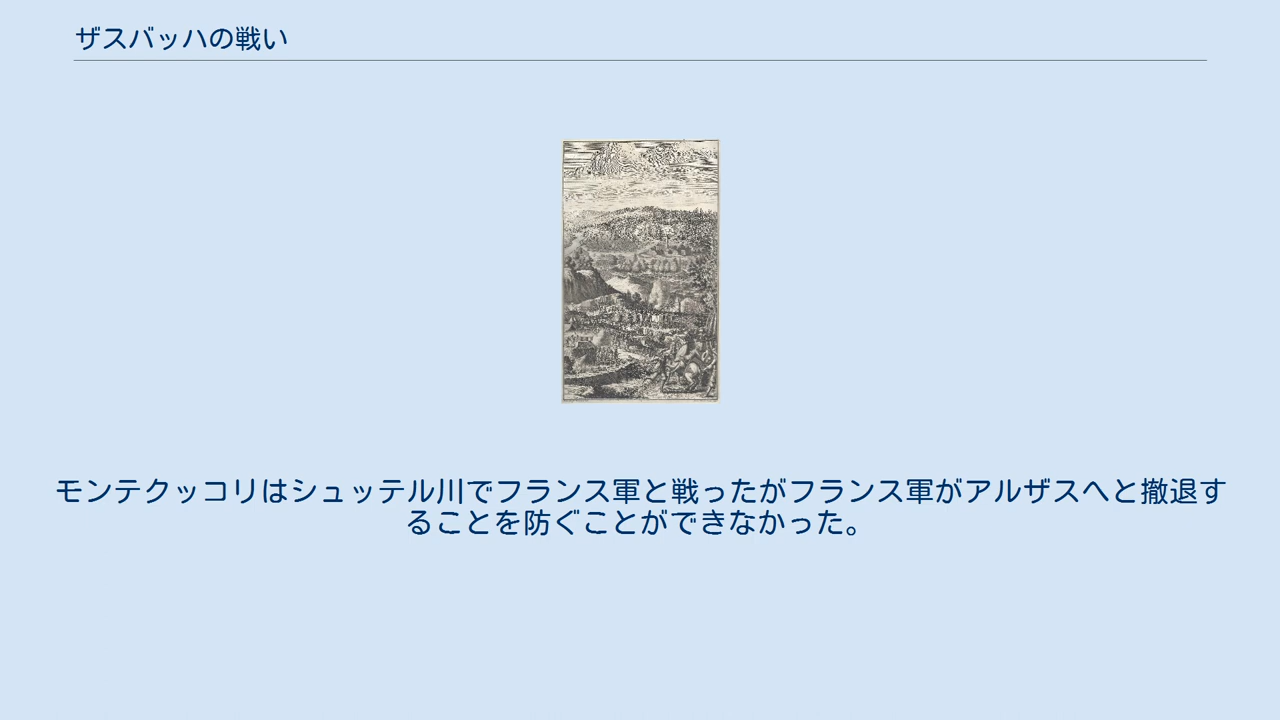 ザスバッハの戦い
モンテクッコリはシュッテル川でフランス軍と戦ったがフランス軍がアルザスへと撤退す
ることを防ぐことができなかった。